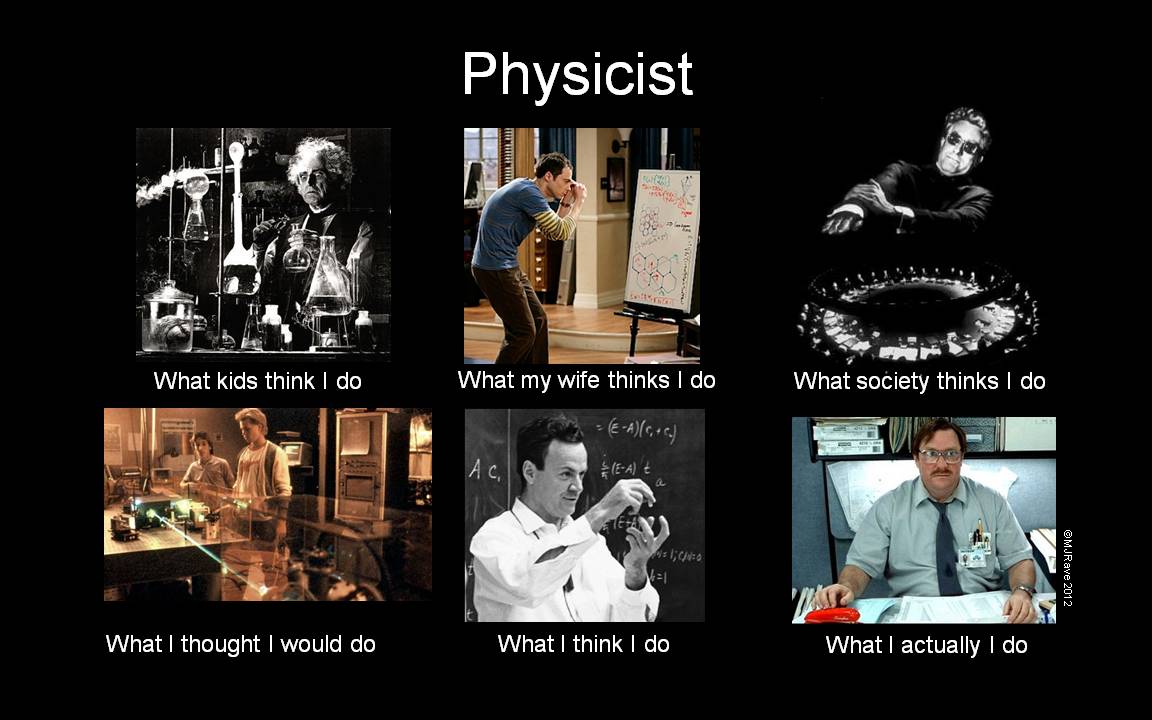 Physicist
What kids think I do
What my wife thinks I do
What society thinks I do
What I thought I would do
What I think I do
What I actually I do
©MJRave 2012
= (E-A)(
(E-A)
A C,